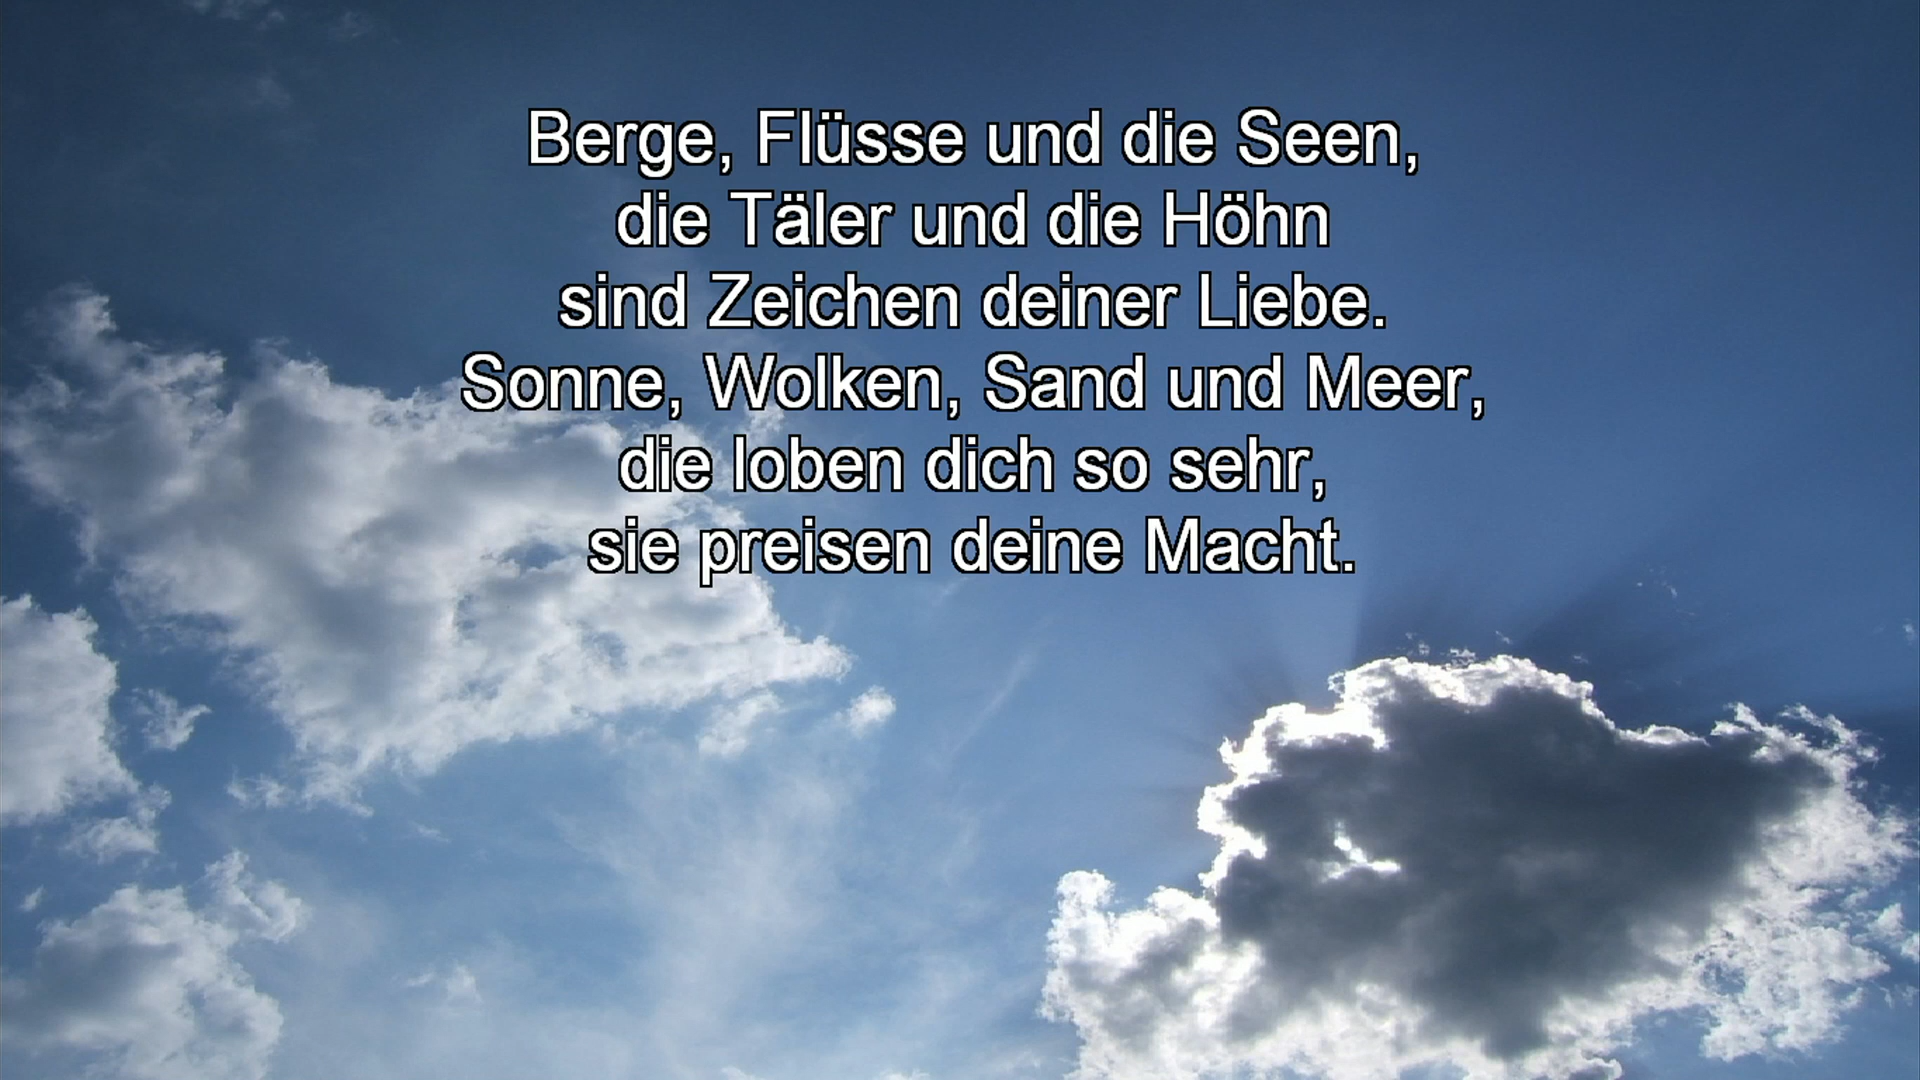 Berge, Flüsse und die Seen,
die Täler und die Höhn
sind Zeichen deiner Liebe.
Sonne, Wolken, Sand und Meer,
die loben dich so sehr,
sie preisen deine Macht.